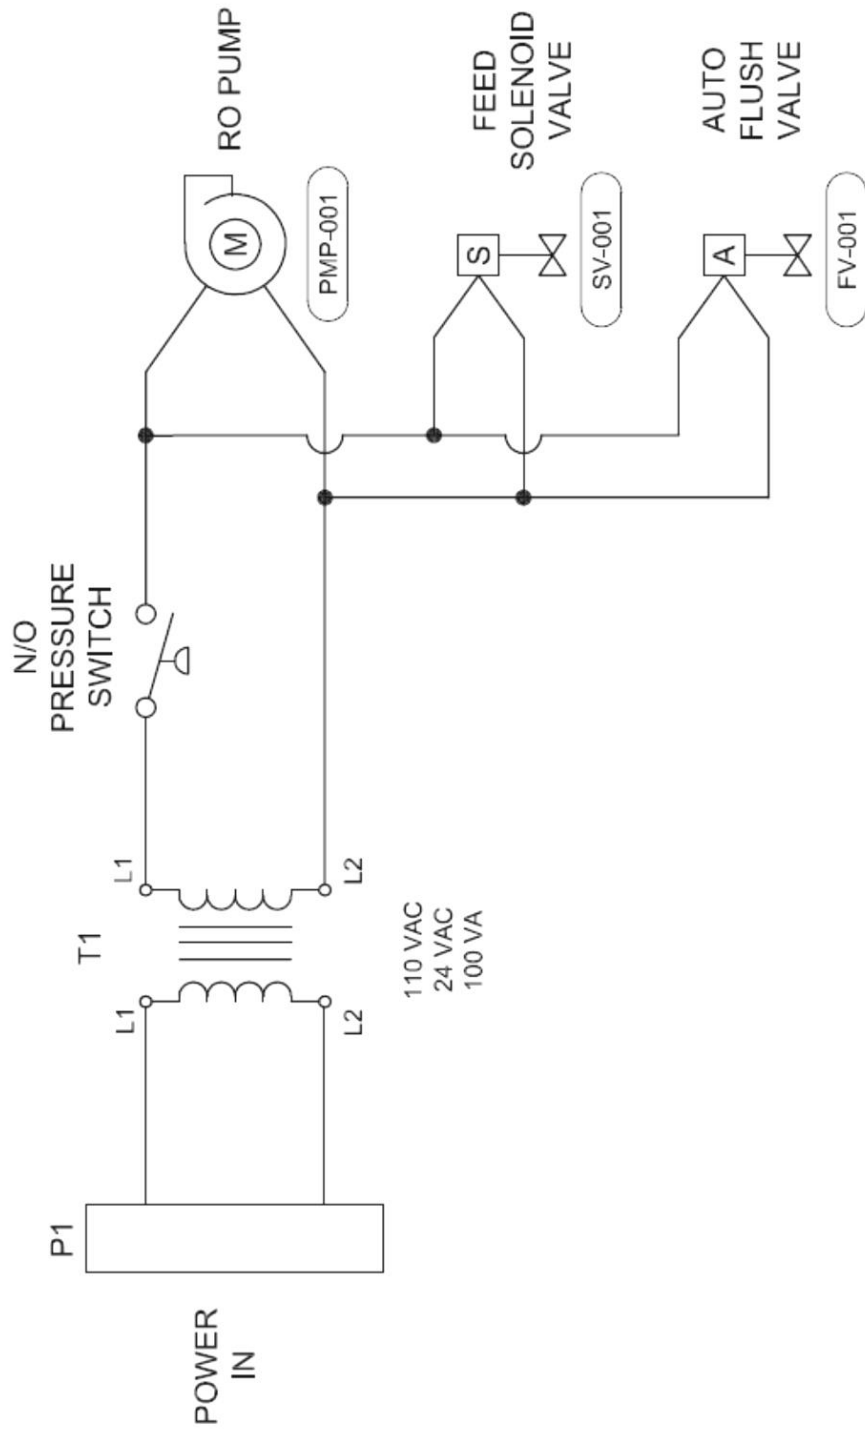 POWER
IN
P1
L1
L2
T1
L1
L2
110 VAC
24 VAC
100 VA
N/O
PRESSURE
SWITCH
M
RO PUMP
PMP-001
S
FEED
SOLENOID
VALVE
SV-001
A
AUTO
FLUSH
VALVE
FV-001